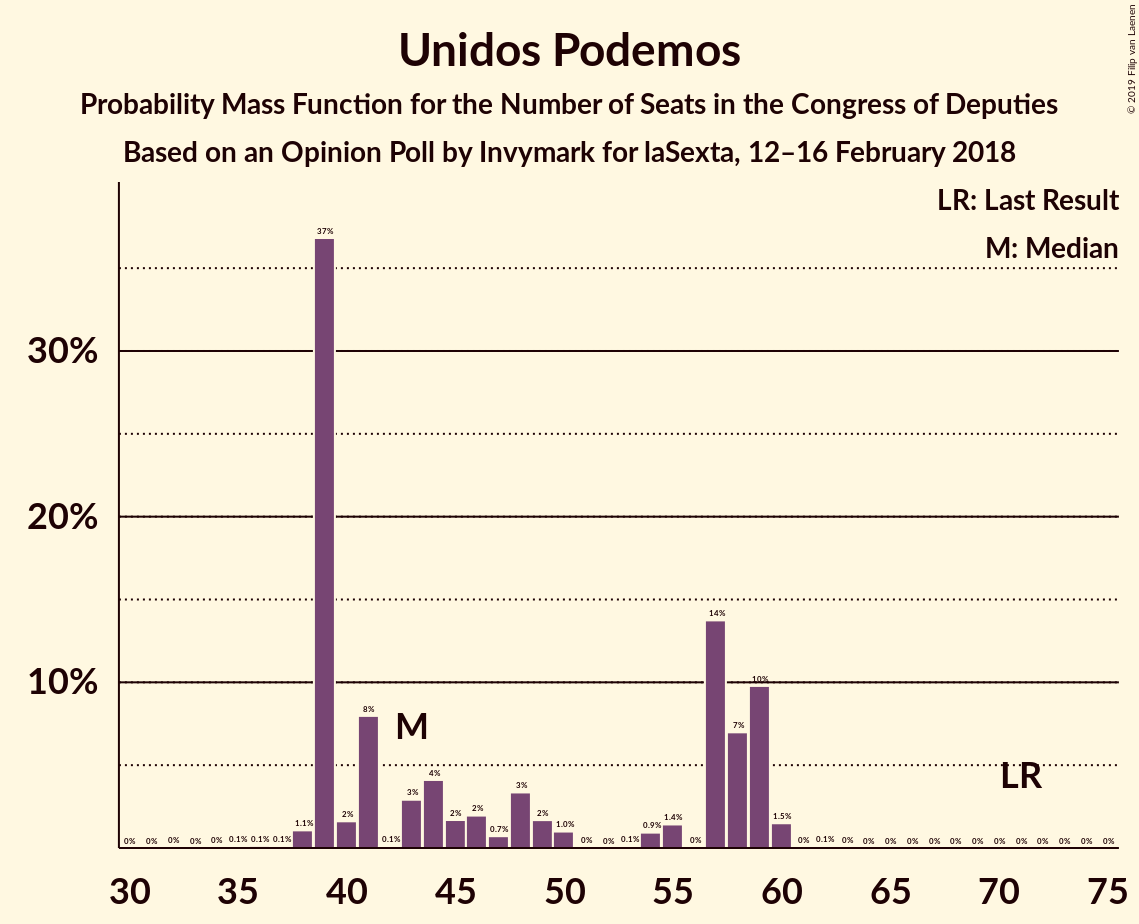 Unidos Podemos
Probability Mass Function for the Number of Seats in the Congress of Deputies
Based on an Opinion Poll by Invymark for laSexta, 12–16 February 2018
© 2019 Filip van Laenen
LR: Last Result
M: Median
30%
20%
10%
0% 0% 0% 0% 0% 0.1% 0.1% 0.1% 1.1% 37% 2% 8% 0.1% 3% 4% 2% 2% 0.7% 3% 2% 1.0% 0% 0% 0.1% 0.9% 1.4% 0% 14% 7% 10% 1.5% 0% 0.1% 0% 0% 0% 0% 0% 0% 0% 0% 0% 0% 0% 0% 0%
M
LR
30 35 40 45 50 55 60 65 70 75